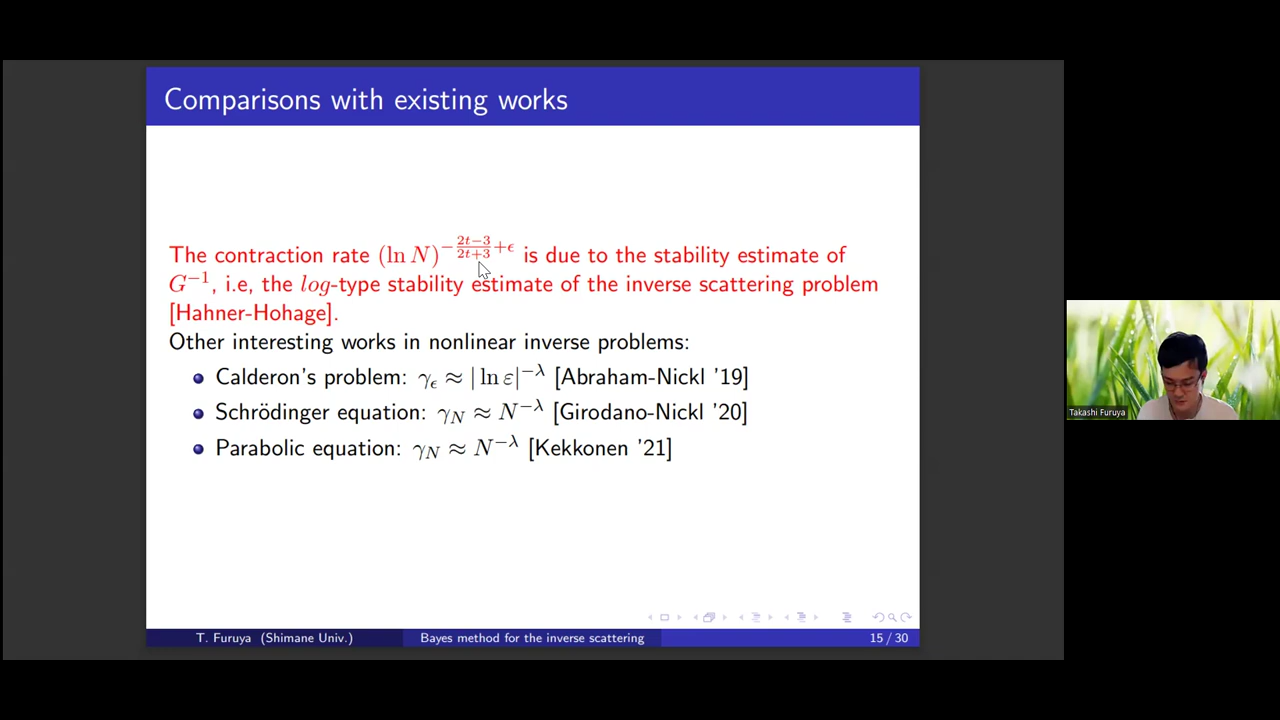 Comparisons with existing works
The contraction rate (ln N)^{-\frac{2t-3}{2t+3}+ϵ} is due to the stability estimate of
G^{-1}, i.e, the log-type stability estimate of the inverse scattering problem
[Hahner-Hohage].
Other interesting works in nonlinear inverse problems:
Calderon's problem: γ_ϵ ≈ | ln ε|^{-λ} [Abraham-Nickl '19]
Schrödinger equation: γ_N ≈ N^{-λ} [Girodano-Nickl '20]
Parabolic equation: γ_N ≈ N^{-λ} [Kekkonen '21]
T. Furuya (Shimane Univ.) Bayes method for the inverse scattering 15 / 30
Takashi Furuya